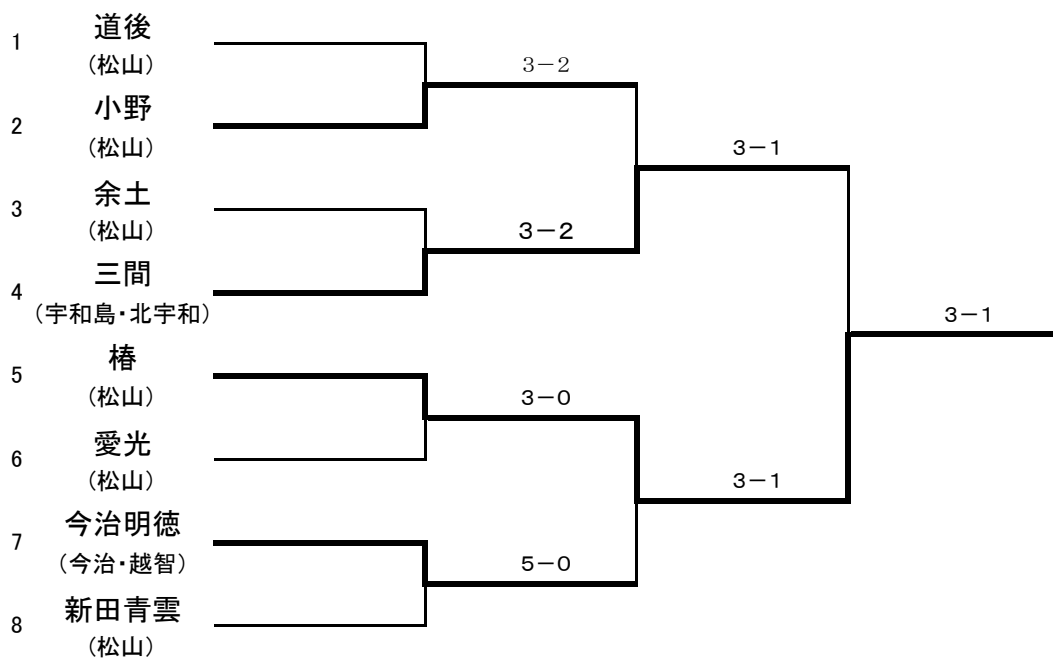 1 道後
(松山)
3-2
2 小野
(松山)
3-1
3 余土
(松山)
3-2
4 三間
(宇和島・北宇和)
3-1
5 椿
(松山)
3-0
6 愛光
(松山)
3-1
7 今治明徳
(今治・越智)
5-0
8 新田青雲
(松山)